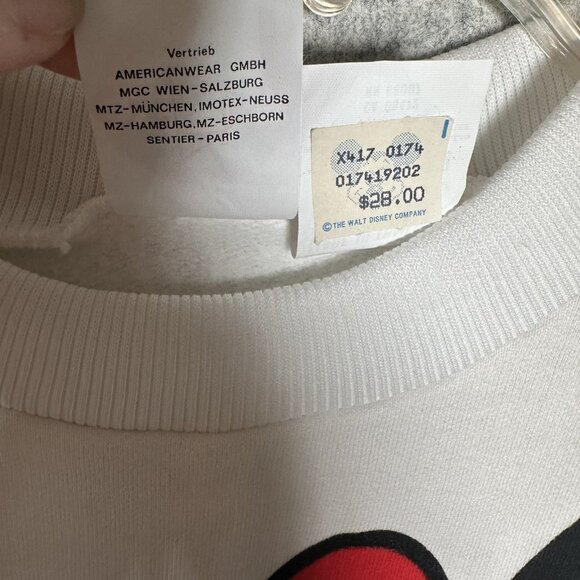 Vertrieb
AMERICANWEAR GMBH
MGC WIEN-SALZBURG
MTZ-MÜNCHEN, IMOTEX-NEUSS
MZ-HAMBURG, MZ-ESCHBORN
SENTIER-PARIS
X417 0174
017419202
$28.00
© THE WALT DISNEY COMPANY